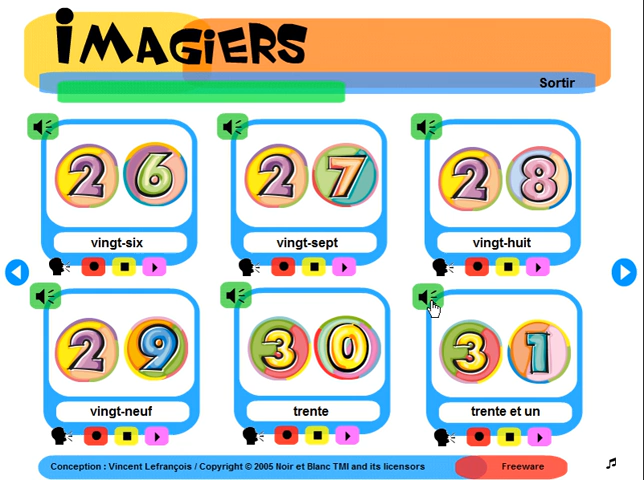 iMAGiERS
Sortir
26
27
28
vingt-six
vingt-sept
vingt-huit
29
30
31
vingt-neuf
trente
trente et un
Conception : Vincent Lefrançois / Copyright © 2005 Noir et Blanc TMI and its licensors
Freeware